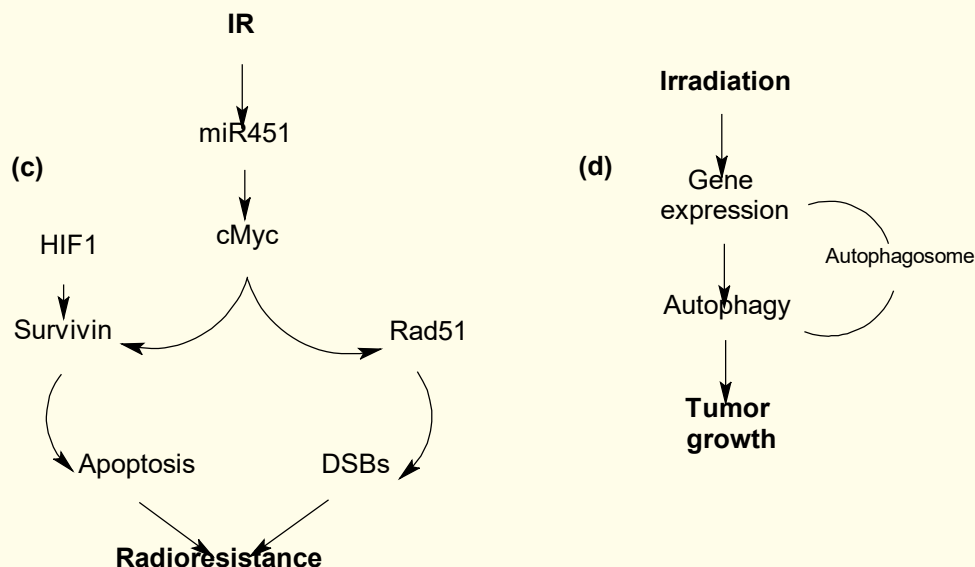 IR
miR451
(c)
cMyc
HIF1
Survivin
Rad51
Apoptosis
DSBs
Radioresistance
Irradiation
(d)
Gene
expression
Autophagosome
Autophagy
Tumor
growth